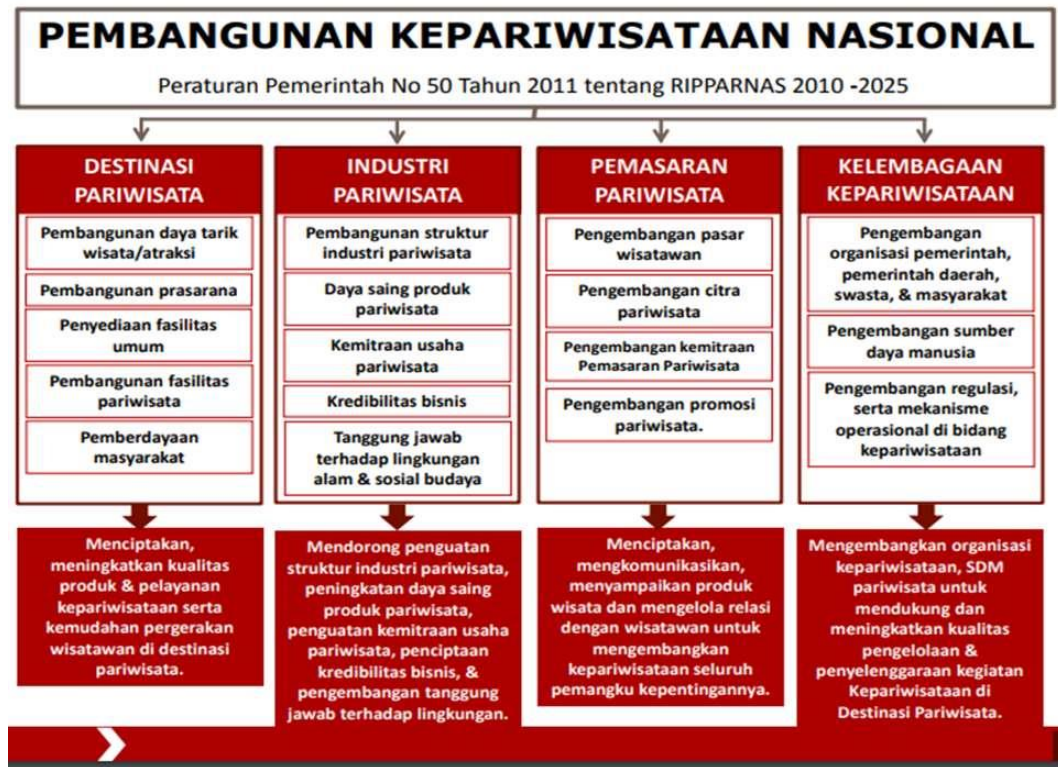 PEMBANGUNAN KEPARIWISATAAN NASIONAL
Peraturan Pemerintah No 50 Tahun 2011 tentang RIPPARNAS 2010 -2025
DESTINASI
PARIWISATA
Pembangunan daya tarik
wisata/atraksi
Pembangunan prasarana
Penyediaan fasilitas
umum
Pembangunan fasilitas
pariwisata
Pemberdayaan
masyarakat
Menciptakan,
meningkatkan kualitas
produk & pelayanan
kepariwisataan serta
kemudahan pergerakan
wisatawan di destinasi
pariwisata.
INDUSTRI
PARIWISATA
Pembangunan struktur
industri pariwisata
Daya saing produk
pariwisata
Kemitraan usaha
pariwisata
Kredibilitas bisnis
Tanggung jawab
terhadap lingkungan
alam & sosial budaya
Mendorong penguatan
struktur industri pariwisata,
peningkatan daya saing
produk pariwisata,
penguatan kemitraan usaha
pariwisata, penciptaan
kredibilitas bisnis, &
pengembangan tanggung
jawab terhadap lingkungan.
PEMASARAN
PARIWISATA
Pengembangan pasar
wisatawan
Pengembangan citra
pariwisata
Pengembangan kemitraan
Pemasaran Pariwisata
Pengembangan promosi
pariwisata.
Menciptakan,
mengkomunikasikan,
menyampaikan produk
wisata dan mengelola relasi
dengan wisatawan untuk
mengembangkan
kepariwisataan seluruh
pemangku kepentingannya.
KELEMBAGAAN
KEPARIWISATAAN
Pengembangan
organisasi pemerintah,
pemerintah daerah,
swasta, & masyarakat
Pengembangan sumber
daya manusia
Pengembangan regulasi,
serta mekanisme
operasional di bidang
kepariwisataan
Mengembangkan organisasi
kepariwisataan, SDM
pariwisata untuk
mendukung dan
meningkatkan kualitas
pengelolaan &
penyelenggaraan kegiatan
Kepariwisataan di
Destinasi Pariwisata.